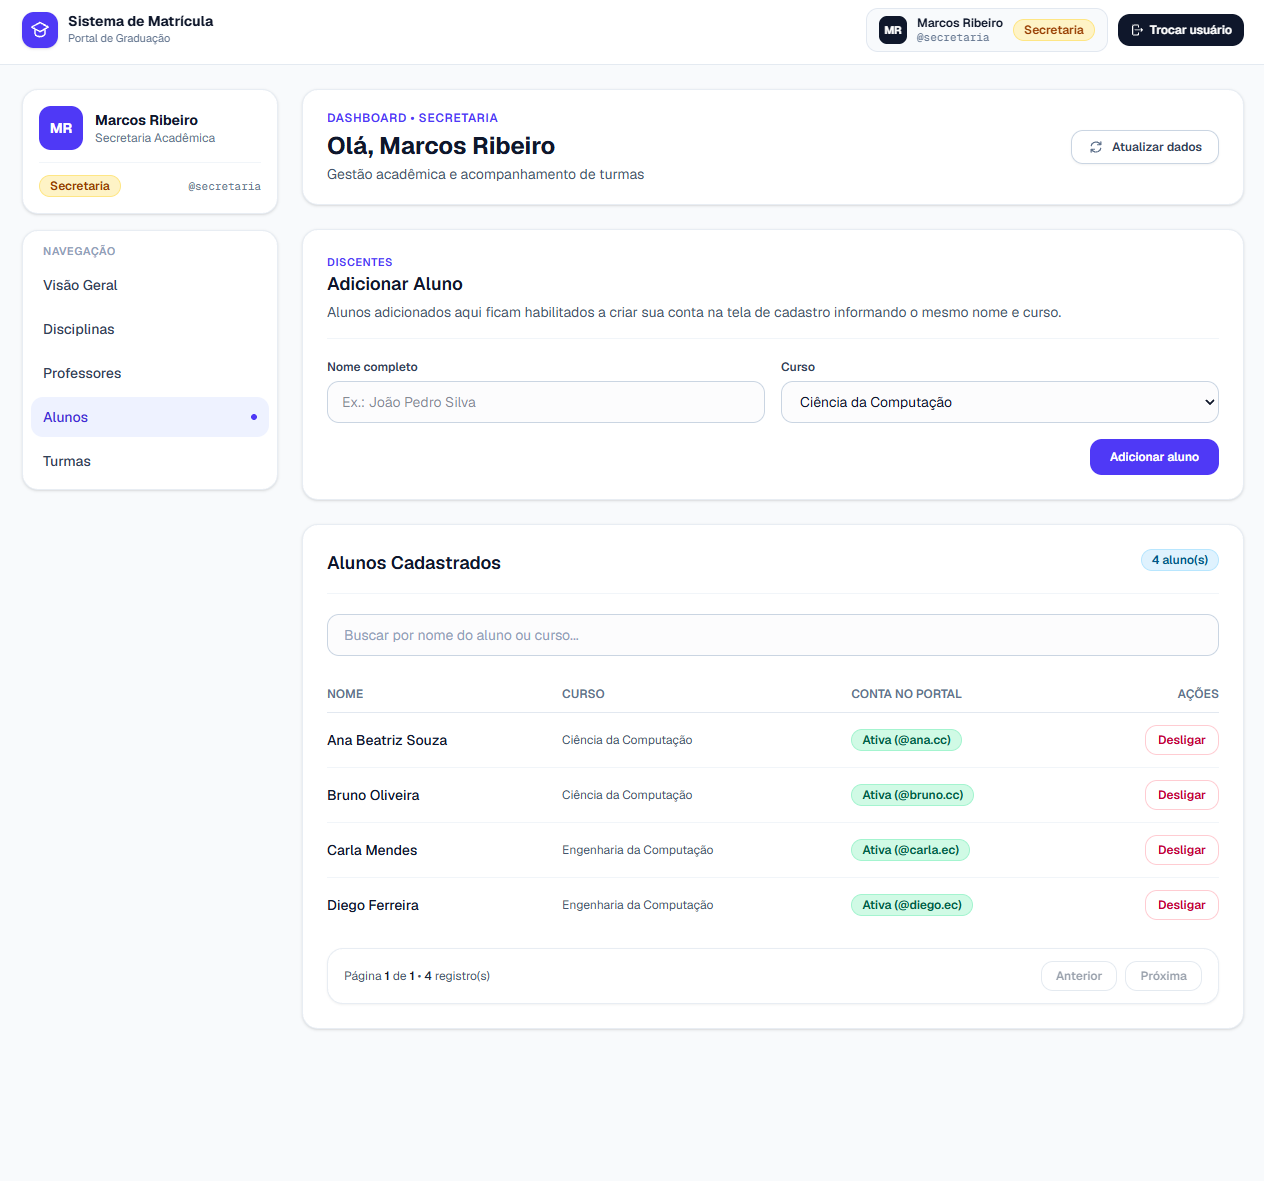 Sistema de Matrícula
Portal de Graduação
MR
Marcos Ribeiro
@secretaria
Secretaria
Trocar usuário
MR
Marcos Ribeiro
Secretaria Acadêmica
Secretaria
@secretaria
NAVEGAÇÃO
Visão Geral
Disciplinas
Professores
Alunos
Turmas
DASHBOARD • SECRETARIA
Olá, Marcos Ribeiro
Gestão acadêmica e acompanhamento de turmas
Atualizar dados
DISCENTES
Adicionar Aluno
Alunos adicionados aqui ficam habilitados a criar sua conta na tela de cadastro informando o mesmo nome e curso.
Nome completo
Curso
Ex.: João Pedro Silva
Ciência da Computação
Adicionar aluno
Alunos Cadastrados
4 aluno(s)
Buscar por nome do aluno ou curso...
NOME CURSO CONTA NO PORTAL AÇÕES
Ana Beatriz Souza Ciência da Computação Ativa (@ana.cc) Desligar
Bruno Oliveira Ciência da Computação Ativa (@bruno.cc) Desligar
Carla Mendes Engenharia da Computação Ativa (@carla.ec) Desligar
Diego Ferreira Engenharia da Computação Ativa (@diego.ec) Desligar
Página 1 de 1 • 4 registro(s)
Anterior
Próxima